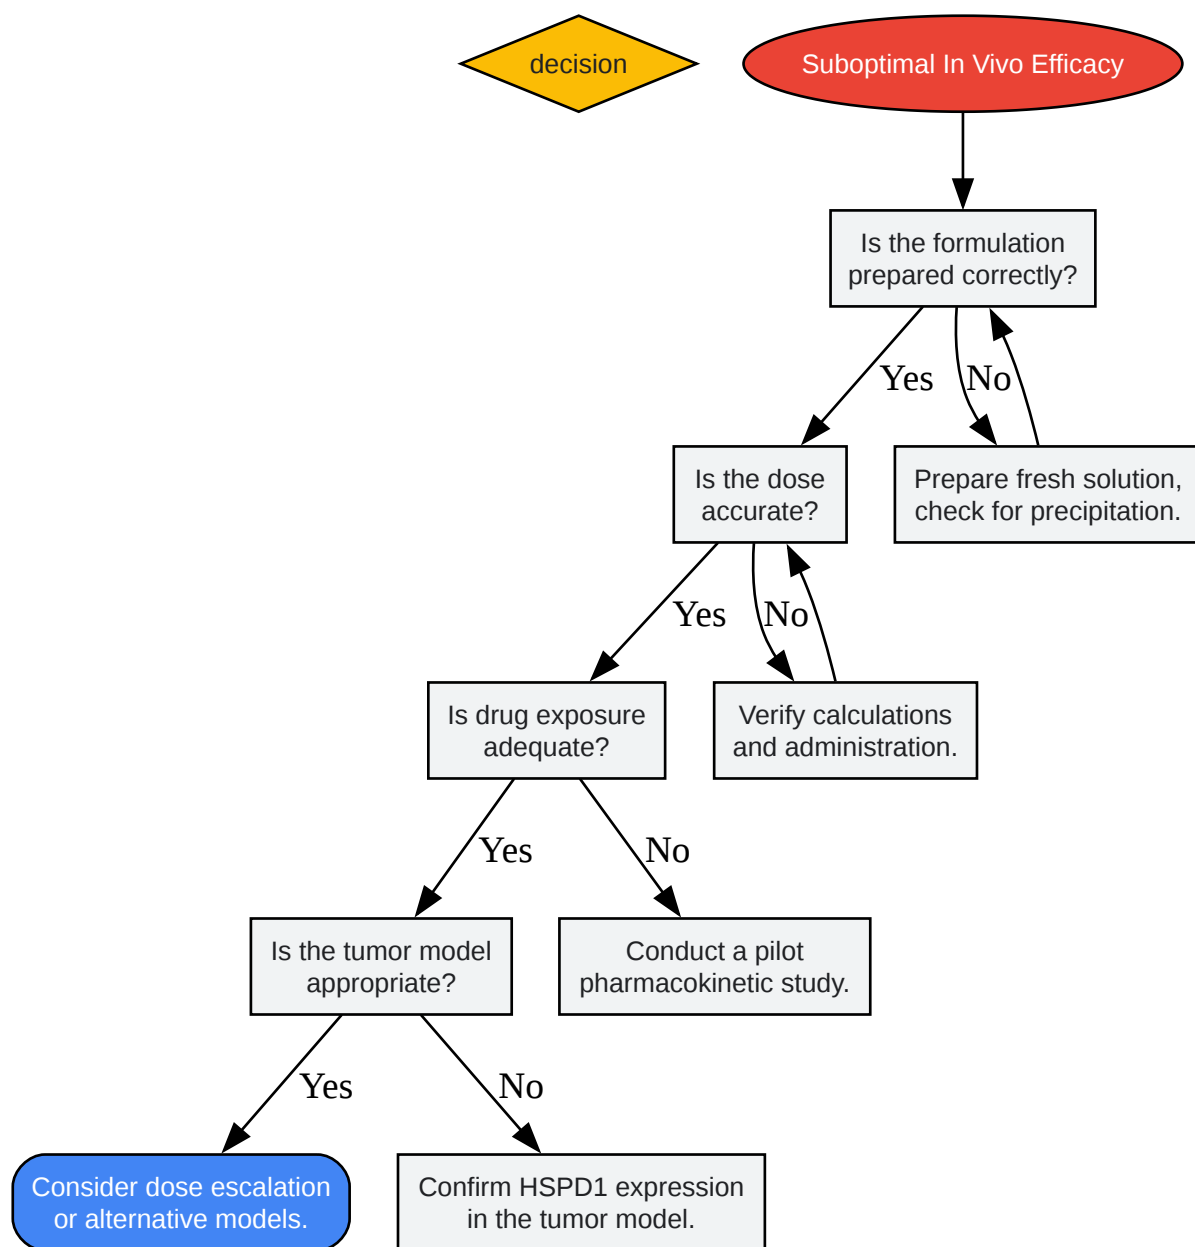 decision
Suboptimal In Vivo Efficacy
Is the formulation
prepared correctly?
Yes
No
Is the dose
accurate?
Prepare fresh solution,
check for precipitation.
Yes
No
Is drug exposure
adequate?
Verify calculations
and administration.
Yes
No
Is the tumor model
appropriate?
Conduct a pilot
pharmacokinetic study.
Yes
No
Consider dose escalation
or alternative models.
Confirm HSPD1 expression
in the tumor model.